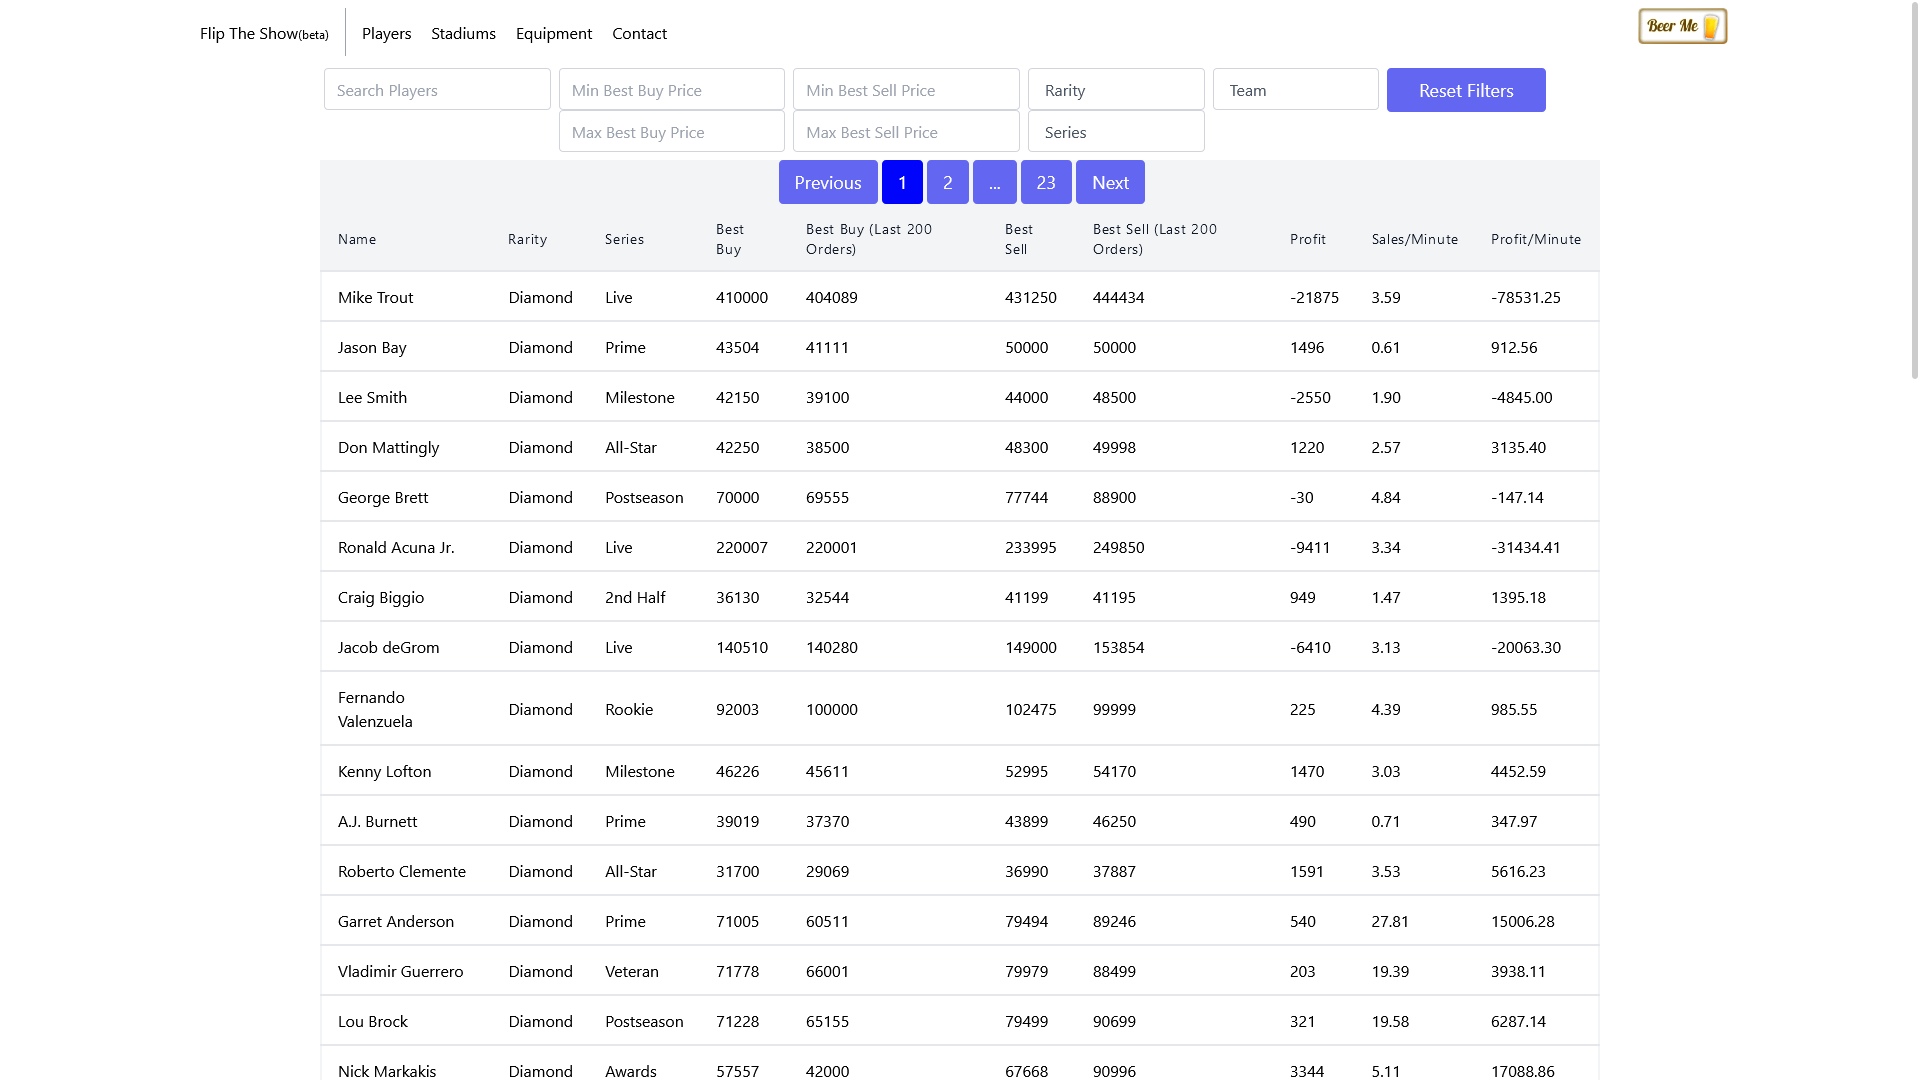 Flip The Show(beta) Players Stadiums Equipment Contact Beer Me
Search Players Min Best Buy Price Min Best Sell Price Rarity Team Reset Filters
Max Best Buy Price Max Best Sell Price Series
Previous 1 2 ... 23 Next
Name Rarity Series Best Buy Best Buy (Last 200 Orders) Best Sell Best Sell (Last 200 Orders) Profit Sales/Minute Profit/Minute
Mike Trout Diamond Live 410000 404089 431250 444434 -21875 3.59 -78531.25
Jason Bay Diamond Prime 43504 41111 50000 50000 1496 0.61 912.56
Lee Smith Diamond Milestone 42150 39100 44000 48500 -2550 1.90 -4845.00
Don Mattingly Diamond All-Star 42250 38500 48300 49998 1220 2.57 3135.40
George Brett Diamond Postseason 70000 69555 77744 88900 -30 4.84 -147.14
Ronald Acuna Jr. Diamond Live 220007 220001 233995 249850 -9411 3.34 -31434.41
Craig Biggio Diamond 2nd Half 36130 32544 41199 41195 949 1.47 1395.18
Jacob deGrom Diamond Live 140510 140280 149000 153854 -6410 3.13 -20063.30
Fernando Valenzuela Diamond Rookie 92003 100000 102475 99999 225 4.39 985.55
Kenny Lofton Diamond Milestone 46226 45611 52995 54170 1470 3.03 4452.59
A.J. Burnett Diamond Prime 39019 37370 43899 46250 490 0.71 347.97
Roberto Clemente Diamond All-Star 31700 29069 36990 37887 1591 3.53 5616.23
Garret Anderson Diamond Prime 71005 60511 79494 89246 540 27.81 15006.28
Vladimir Guerrero Diamond Veteran 71778 66001 79979 88499 203 19.39 3938.11
Lou Brock Diamond Postseason 71228 65155 79499 90699 321 19.58 6287.14
Nick Markakis Diamond Awards 57557 42000 67668 90996 3344 5.11 17088.86